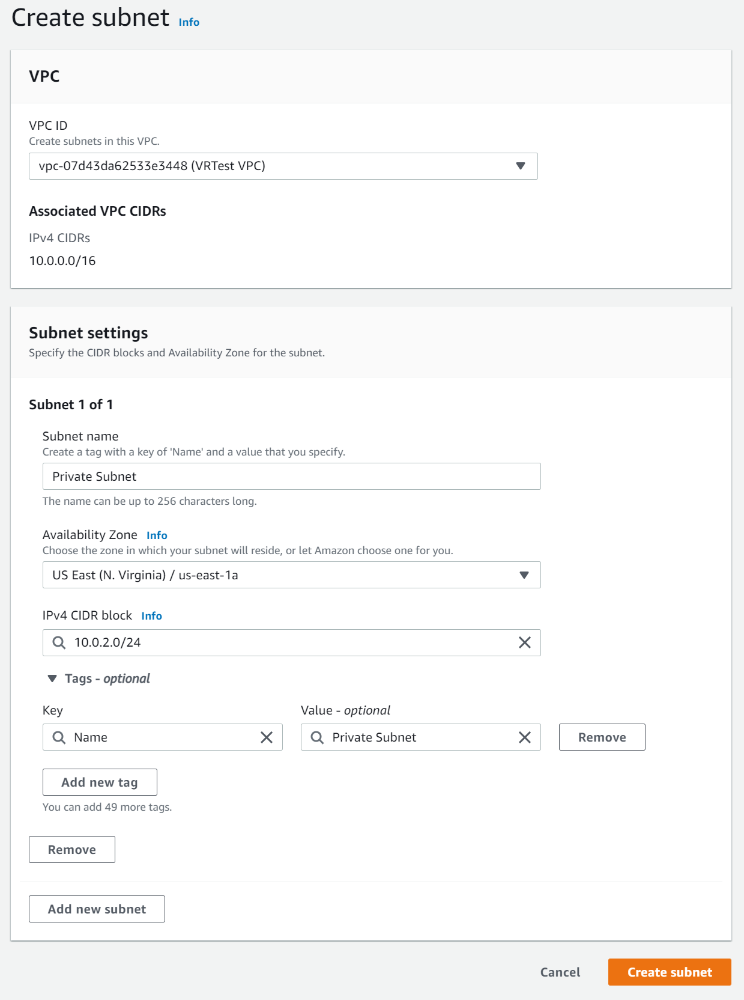 Create subnet Info
VPC
VPC ID
Create subnets in this VPC.
vpc-07d43da62533e3448 (VRTest VPC)
Associated VPC CIDRs
IPv4 CIDRs
10.0.0.0/16
Subnet settings
Specify the CIDR blocks and Availability Zone for the subnet.
Subnet 1 of 1
Subnet name
Create a tag with a key of 'Name' and a value that you specify.
Private Subnet
The name can be up to 256 characters long.
Availability Zone Info
Choose the zone in which your subnet will reside, or let Amazon choose one for you.
US East (N. Virginia) / us-east-1a
IPv4 CIDR block Info
10.0.2.0/24
Tags - optional
Key Value - optional
Name Private Subnet Remove
Add new tag
You can add 49 more tags.
Remove
Add new subnet
Cancel Create subnet